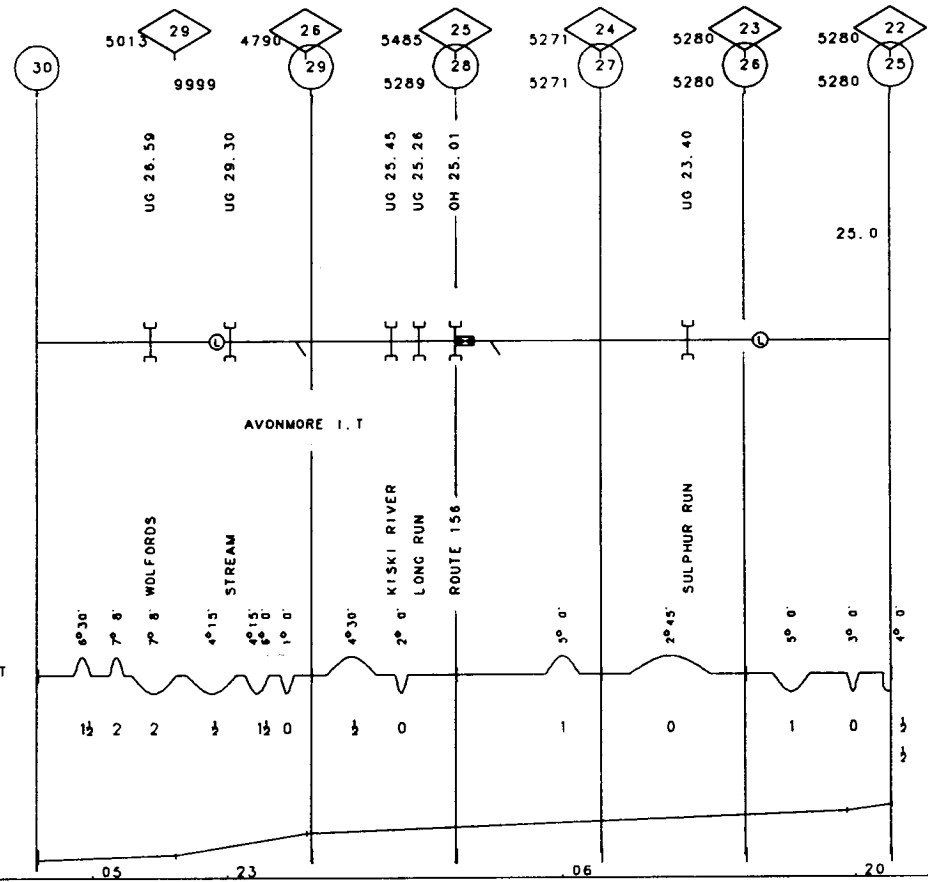 5013 29 4790 26 5485 25 5271 24 5280 23 5280 22
30 9999 29 5289 28 5271 27 5280 26 5280 25
UG 26.59
UG 29.30
UG 25.45
UG 25.26
OH 25.01
UG 23.40
25.0
L L
AVONMORE I.T
WOLFORDS
STREAM
KISKI RIVER
LONG RUN
ROUTE 156
SULPHUR RUN
6°30' 7° 8' 7° 8' 4°15' 4°15' 6° 0' 1° 0' 4°30' 2° 0' 5° 0' 2°45' 5° 0' 3° 0' 4° 0'
T
1½ 2 2 ½ 1½ 0 ½ 0 1 0 1 0 ½
½
.05 .23 .06 .20